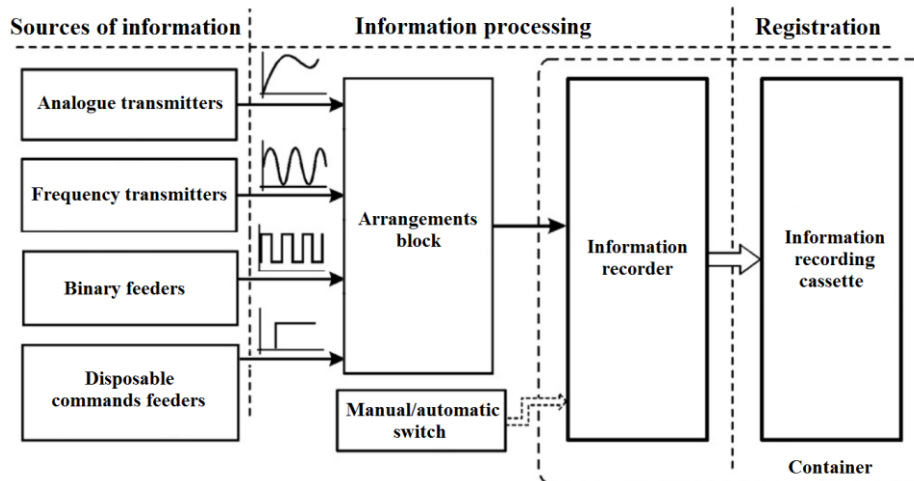 Sources of information
Information processing
Registration
Analogue transmitters
Frequency transmitters
Binary feeders
Disposable
commands feeders
Arrangements
block
Manual/automatic
switch
Information
recorder
Information
recording
cassette
Container